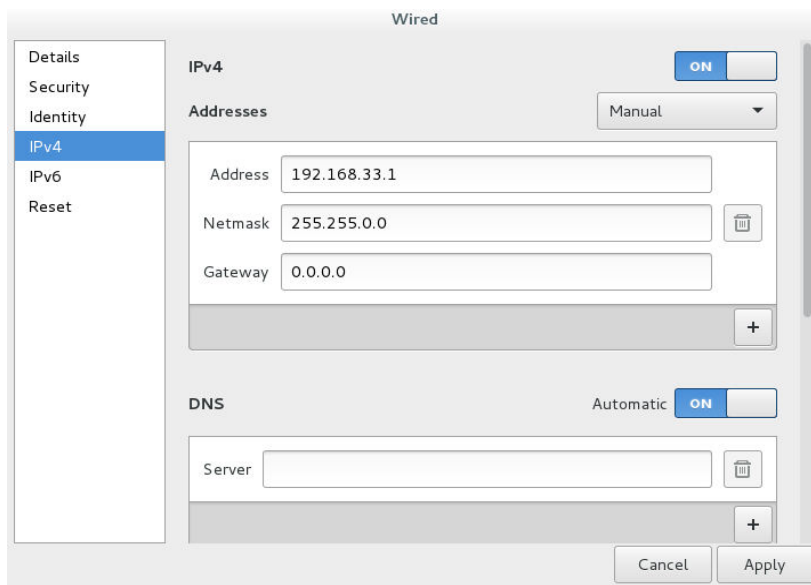 Wired
Details
Security
Identity
IPv4
IPv6
Reset
IPv4 ON
Addresses Manual
Address 192.168.33.1
Netmask 255.255.0.0
Gateway 0.0.0.0
+
DNS Automatic ON
Server
+
Cancel Apply